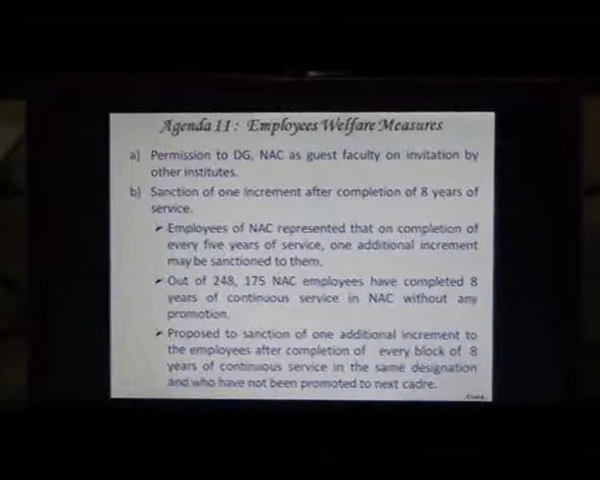 Agenda 11 : Employees Welfare Measures
a) Permission to DG, NAC as guest faculty on invitation by
other institutes.
b) Sanction of one increment after completion of 8 years of
service.
➢ Employees of NAC represented that on completion of
every five years of service, one additional increment
may be sanctioned to them.
➢ Out of 248, 175 NAC employees have completed 8
years of continuous service in NAC without any
promotion.
➢ Proposed to sanction of one additional increment to
the employees after completion of every block of 8
years of continuous service in the same designation
and who have not been promoted to next cadre.